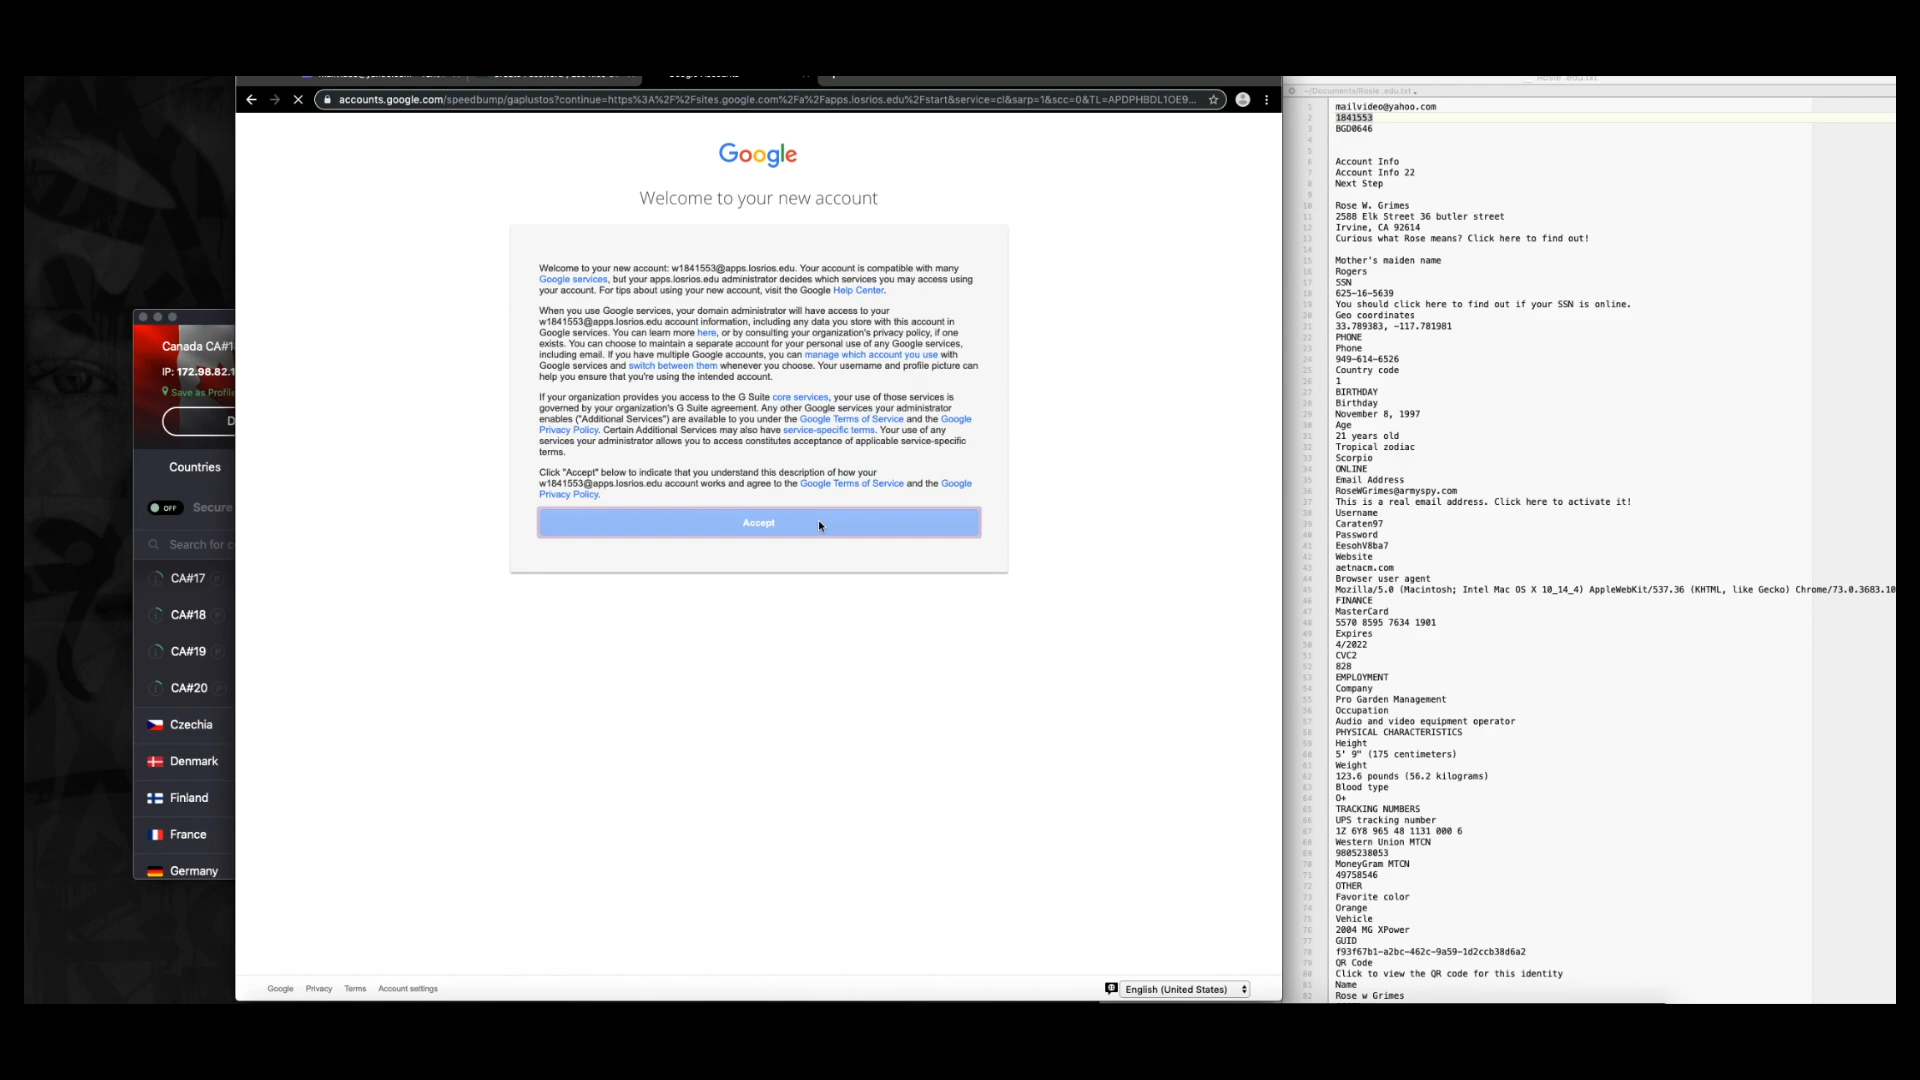 accounts.google.com/speedbump/gaplustos?continue=https%3A%2F%2Fsites.google.com%2Fa%2Fapps.losrios.edu%2Fstart&service=cl&sarp=1&scc=0&TL=APDPHBDL1OE9...
Google
Welcome to your new account
Welcome to your new account: w1841553@apps.losrios.edu. Your account is compatible with many
Google services, but your apps.losrios.edu administrator decides which services you may access using
your account. For tips about using your new account, visit the Google Help Center.
When you use Google services, your domain administrator will have access to your
w1841553@apps.losrios.edu account information, including any data you store with this account in
Google services. You can learn more here, or by consulting your organization's privacy policy, if one
exists. You can choose to maintain a separate account for your personal use of any Google services,
including email. If you have multiple Google accounts, you can manage which account you use with
Google services and switch between them whenever you choose. Your username and profile picture can
help you ensure that you're using the intended account.
If your organization provides you access to the G Suite core services, your use of those services is
governed by your organization's G Suite agreement. Any other Google services your administrator
enables ("Additional Services") are available to you under the Google Terms of Service and the Google
Privacy Policy. Certain Additional Services may also have service-specific terms. Your use of any
services your administrator allows you to access constitutes acceptance of applicable service-specific
terms.
Click "Accept" below to indicate that you understand this description of how your
w1841553@apps.losrios.edu account works and agree to the Google Terms of Service and the Google
Privacy Policy.
Accept
Google Privacy Terms Account settings
English (United States)
Canada CA#1
IP: 172.98.82.1
Save as Profile
D
Countries
OFF Secure
Search for c
CA#17
CA#18
CA#19
CA#20
Czechia
Denmark
Finland
France
Germany
~/Documents/Rosie .edu.txt
mailvideo@yahoo.com
1841553
BGD0646
Account Info
Account Info 22
Next Step
Rose W. Grimes
2588 Elk Street 36 butler street
Irvine, CA 92614
Curious what Rose means? Click here to find out!
Mother's maiden name
Rogers
SSN
625-16-5639
You should click here to find out if your SSN is online.
Geo coordinates
33.789383, -117.781981
PHONE
Phone
949-614-6526
Country code
1
BIRTHDAY
Birthday
November 8, 1997
Age
21 years old
Tropical zodiac
Scorpio
ONLINE
Email Address
RoseWGrimes@armyspy.com
This is a real email address. Click here to activate it!
Username
Caraten97
Password
EesohV8ba7
Website
aetnacm.com
Browser user agent
Mozilla/5.0 (Macintosh; Intel Mac OS X 10_14_4) AppleWebKit/537.36 (KHTML, like Gecko) Chrome/73.0.3683.10
FINANCE
MasterCard
5570 8595 7634 1901
Expires
4/2022
CVC2
828
EMPLOYMENT
Company
Pro Garden Management
Occupation
Audio and video equipment operator
PHYSICAL CHARACTERISTICS
Height
5' 9" (175 centimeters)
Weight
123.6 pounds (56.2 kilograms)
Blood type
O+
TRACKING NUMBERS
UPS tracking number
1Z 6Y8 965 48 1131 000 6
Western Union MTCN
9805238053
MoneyGram MTCN
49758546
OTHER
Favorite color
Orange
Vehicle
2004 MG XPower
GUID
f93f67b1-a2bc-462c-9a59-1d2ccb38d6a2
QR Code
Click to view the QR code for this identity
Name
Rose w Grimes